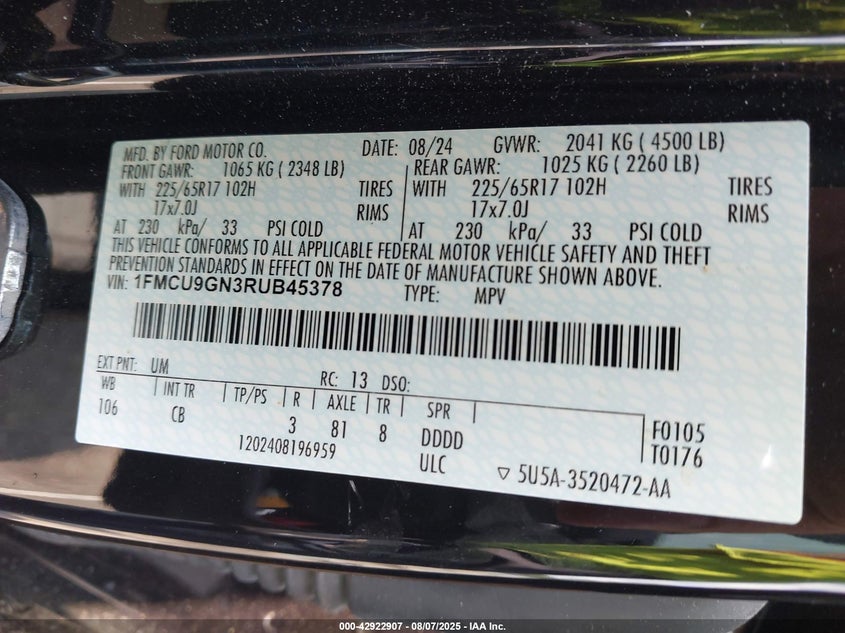 MFD. BY FORD MOTOR CO. DATE: 08/24 GVWR: 2041 KG ( 4500 LB)
FRONT GAWR: 1065 KG ( 2348 LB) REAR GAWR: 1025 KG ( 2260 LB)
WITH 225/65R17 102H TIRES WITH 225/65R17 102H TIRES
17x7.0J RIMS 17x7.0J RIMS
AT 230 kPa/ 33 PSI COLD AT 230 kPa/ 33 PSI COLD
THIS VEHICLE CONFORMS TO ALL APPLICABLE FEDERAL MOTOR VEHICLE SAFETY AND THEFT
PREVENTION STANDARDS IN EFFECT ON THE DATE OF MANUFACTURE SHOWN ABOVE.
VIN: 1FMCU9GN3RUB45378 TYPE: MPV
EXT PNT: UM RC: 13 DSO:
WB INT TR TP/PS R AXLE TR SPR
106 CB 3 81 8 DDDD F0105
1202408196959 ULC T0176
▽ 5U5A-3520472-AA
000-42922907 - 08/07/2025 - IAA Inc.